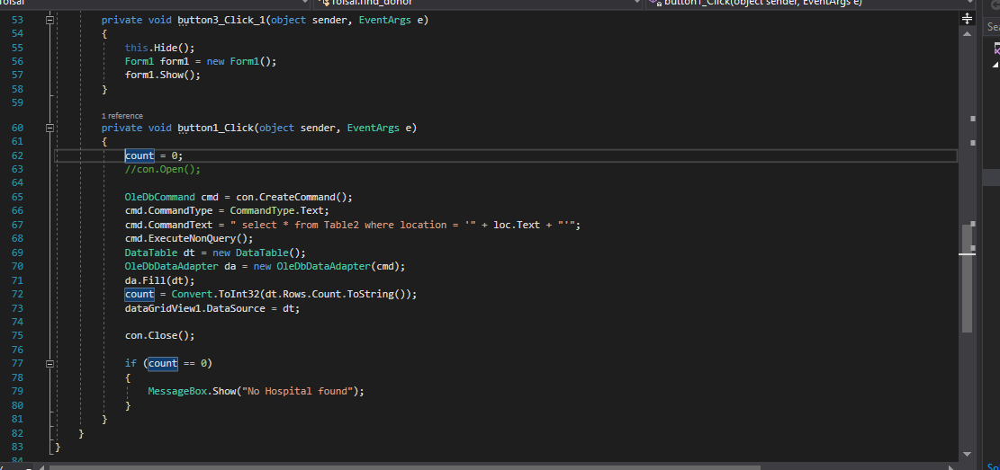 foisal.find_donor button1_Click(object sender, EventArgs e)
53 private void button3_Click_1(object sender, EventArgs e)
54 {
55 this.Hide();
56 Form1 form1 = new Form1();
57 form1.Show();
58 }
59
1 reference
60 private void button1_Click(object sender, EventArgs e)
61 {
62 count = 0;
63 //con.Open();
64
65 OleDbCommand cmd = con.CreateCommand();
66 cmd.CommandType = CommandType.Text;
67 cmd.CommandText = " select * from Table2 where location = '" + loc.Text + "'";
68 cmd.ExecuteNonQuery();
69 DataTable dt = new DataTable();
70 OleDbDataAdapter da = new OleDbDataAdapter(cmd);
71 da.Fill(dt);
72 count = Convert.ToInt32(dt.Rows.Count.ToString());
73 dataGridView1.DataSource = dt;
74
75 con.Close();
76
77 if (count == 0)
78 {
79 MessageBox.Show("No Hospital found");
80 }
81 }
82 }
83 }
84